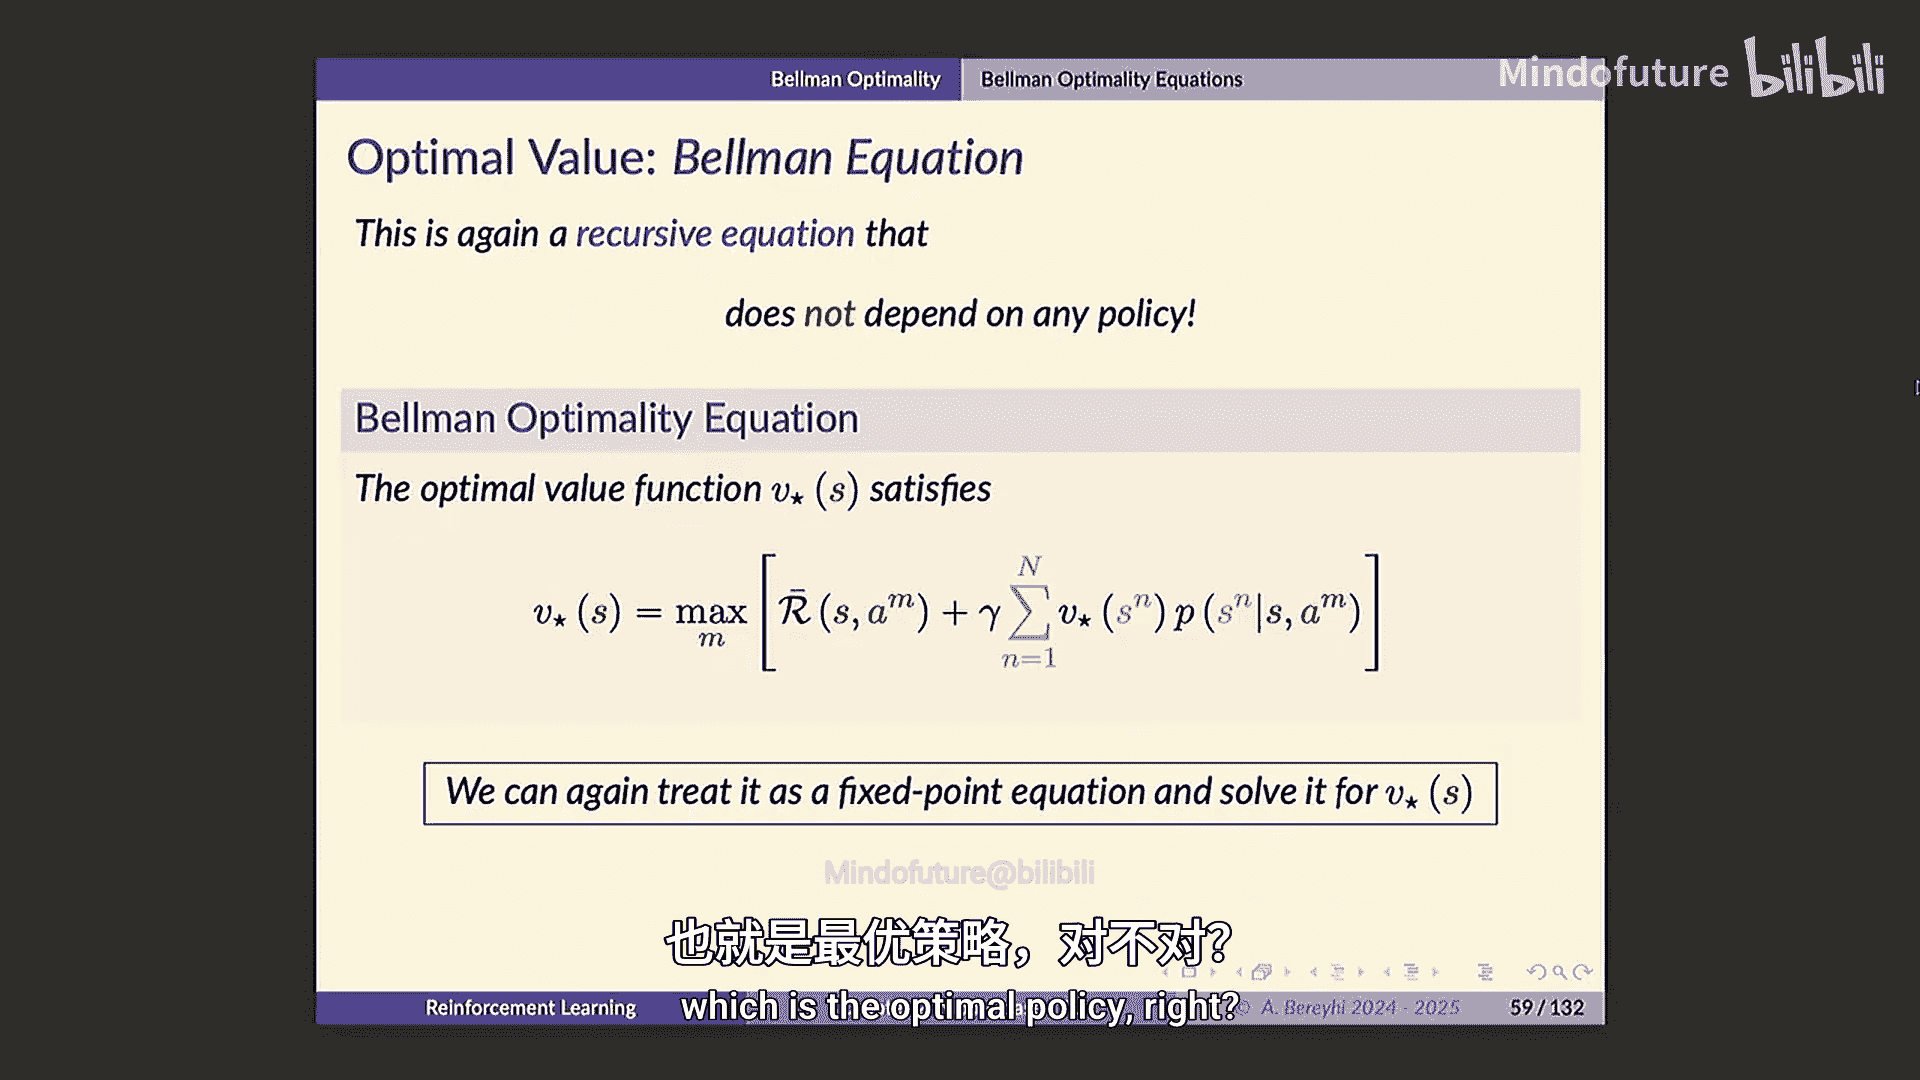 Bellman Optimality Bellman Optimality Equations
Mindofuture bilibili
Optimal Value: Bellman Equation
This is again a recursive equation that
does not depend on any policy!
Bellman Optimality Equation
The optimal value function v⋆ (s) satisfies
v⋆ (s) = max_m [ R̄ (s, a^m) + γ ∑_{n=1}^{N} v⋆ (s^n) p (s^n|s, a^m) ]
We can again treat it as a fixed-point equation and solve it for v⋆ (s)
Mindofuture@bilibili
也就是最优策略，对不对？
which is the optimal policy, right?
Reinforcement Learning © A. Bereyhi 2024 - 2025 59 / 132